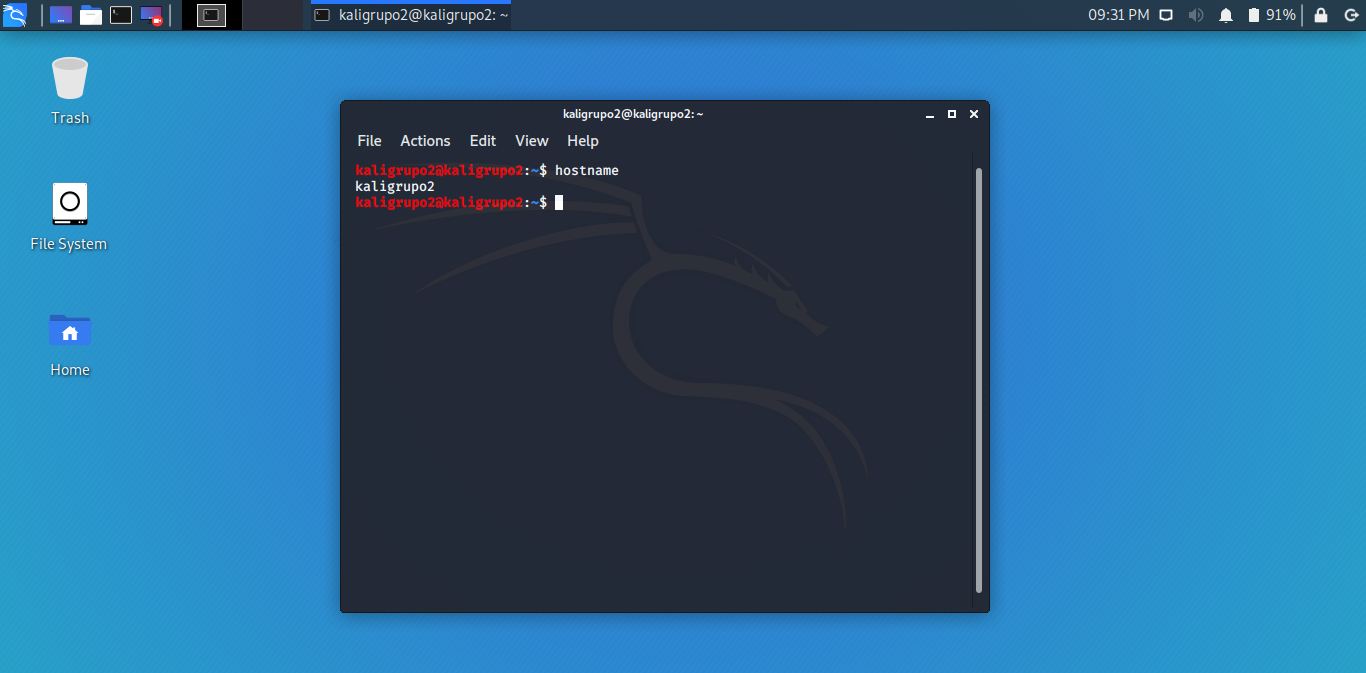 kaligrupo2@kaligrupo2: ~
09:31 PM
91%
Trash
File System
Home
kaligrupo2@kaligrupo2: ~
File Actions Edit View Help
kaligrupo2@kaligrupo2:~$ hostname
kaligrupo2
kaligrupo2@kaligrupo2:~$